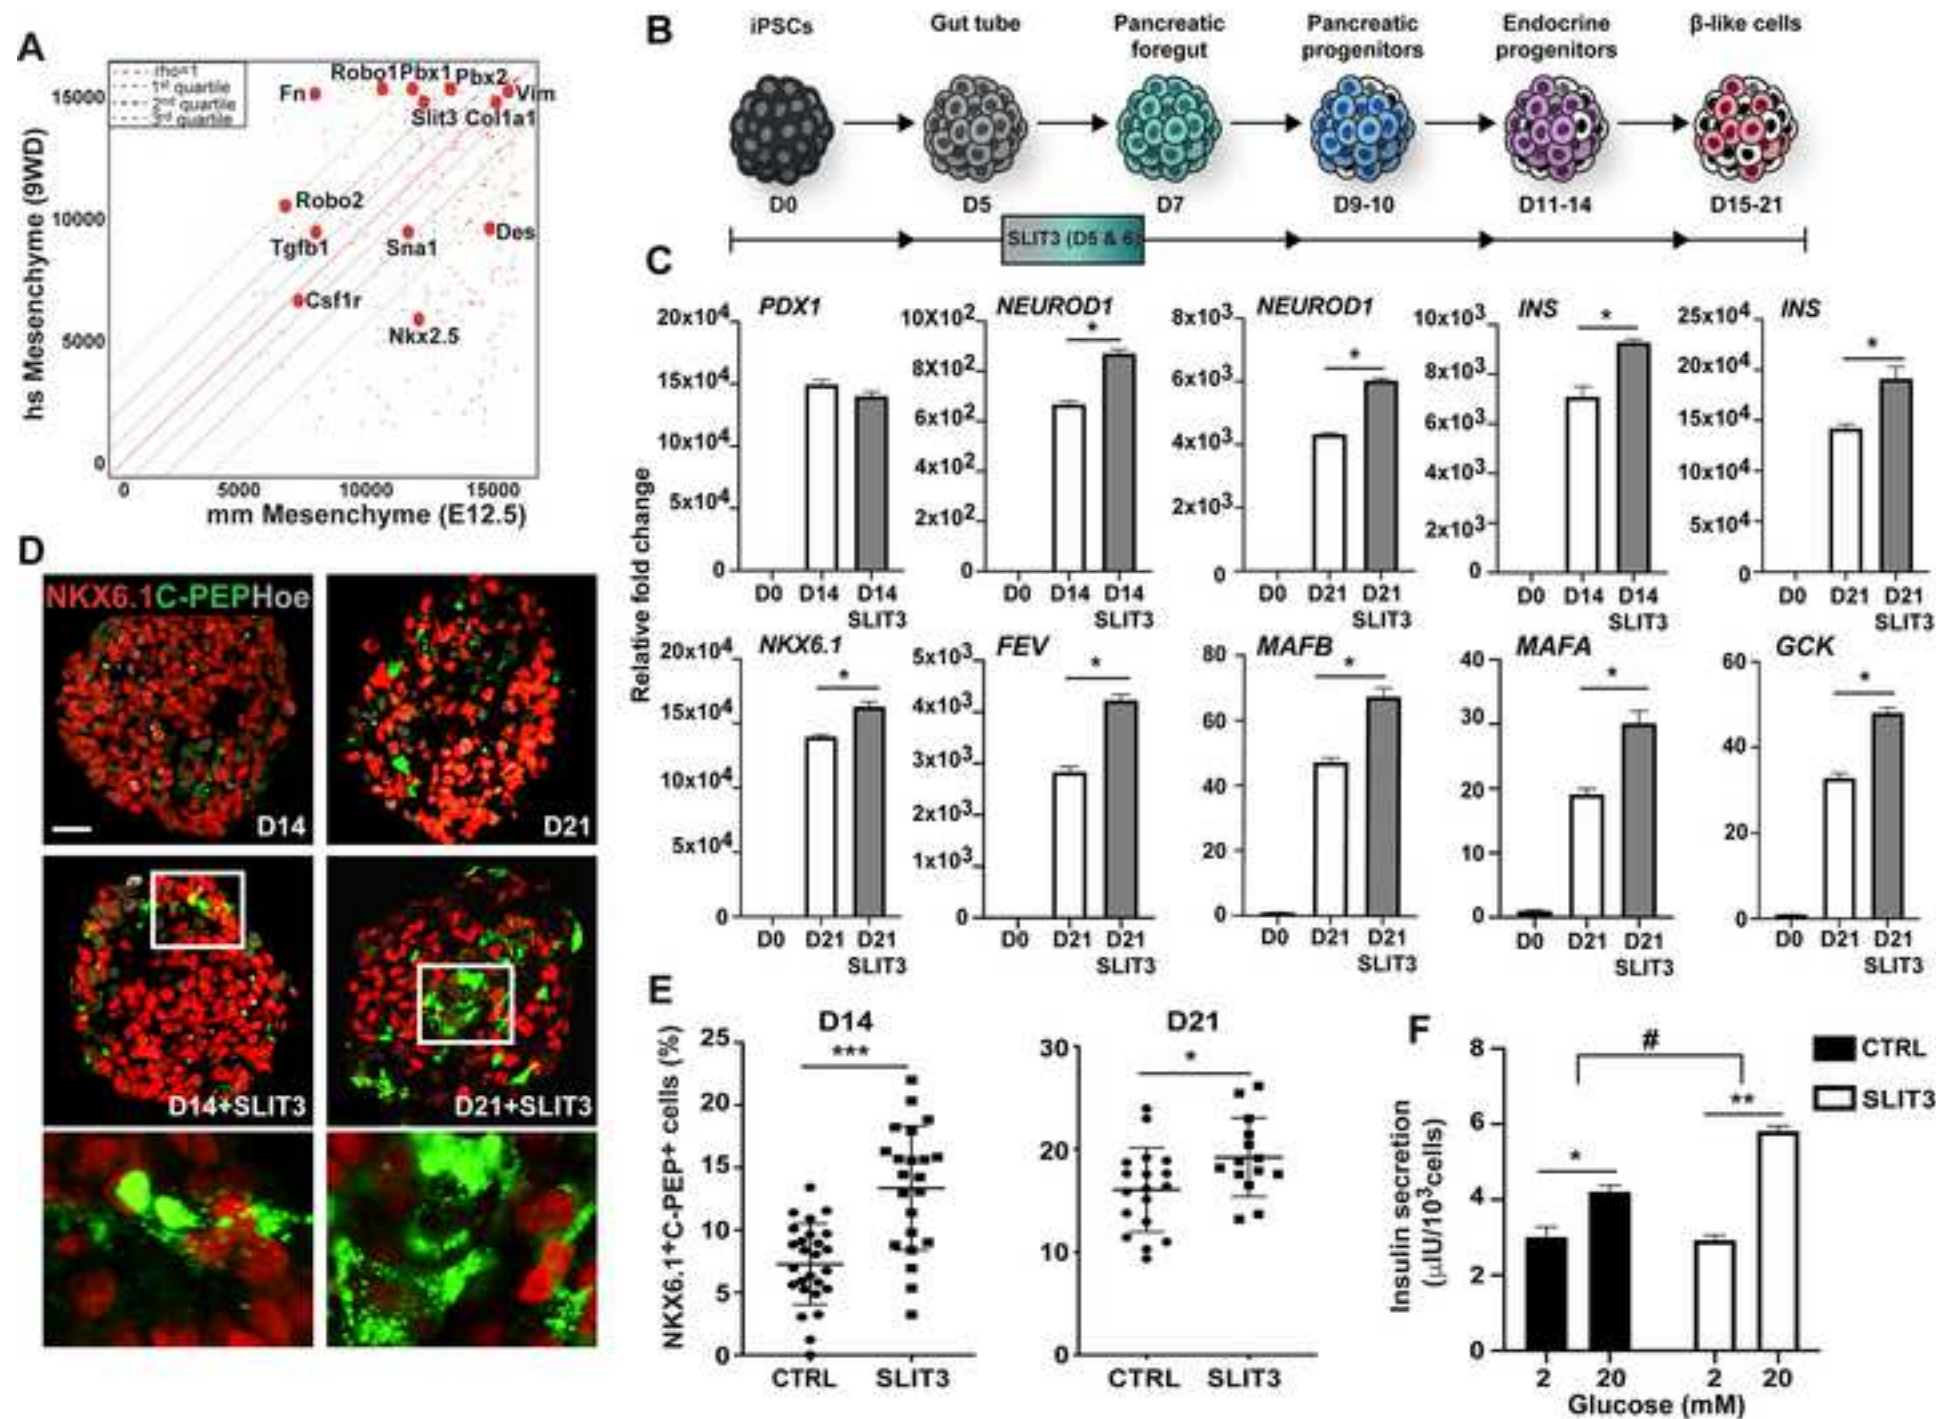 A
rho=1
1st quartile
2nd quartile
3rd quartile
Fn
Robo1 Pbx1 Pbx2
Vim
Slit3 Col1a1
Robo2
Tgfb1
Sna1
Des
Csf1r
Nkx2.5
15000
10000
5000
0
0 5000 10000 15000
hs Mesenchyme (9WD)
mm Mesenchyme (E12.5)
B
iPSCs
Gut tube
Pancreatic foregut
Pancreatic progenitors
Endocrine progenitors
β-like cells
D0
D5
D7
D9-10
D11-14
D15-21
SLIT3 (D5 & 6)
C
Relative fold change
PDX1
20x10⁴
15x10⁴
10x10⁴
5x10⁴
0
D0 D14 D14
SLIT3
NEUROD1
*
10X10²
8X10²
6x10²
4x10²
2x10²
0
D0 D14 D14
SLIT3
NEUROD1
*
8x10³
6x10³
4x10³
2x10³
0
D0 D21 D21
SLIT3
INS
*
10x10³
8x10³
6x10³
4x10³
2x10³
0
D0 D14 D14
SLIT3
INS
*
25x10⁴
20x10⁴
15x10⁴
10x10⁴
5x10⁴
0
D0 D21 D21
SLIT3
NKX6.1
*
20x10⁴
15x10⁴
10x10⁴
5x10⁴
0
D0 D21 D21
SLIT3
FEV
*
5x10³
4x10³
3x10³
2x10³
1x10³
0
D0 D21 D21
SLIT3
MAFB
*
80
60
40
20
0
D0 D21 D21
SLIT3
MAFA
*
40
30
20
10
0
D0 D21 D21
SLIT3
GCK
*
60
40
20
0
D0 D21 D21
SLIT3
D
NKX6.1C-PEPHoe
D14
D21
D14+SLIT3
D21+SLIT3
E
NKX6.1⁺C-PEP⁺ cells (%)
D14
***
25
20
15
10
5
0
CTRL SLIT3
D21
*
30
20
10
0
CTRL SLIT3
F
Insulin secretion
(µIU/10³cells)
8
6
4
2
0
#
*
**
CTRL
SLIT3
2 20 2 20
Glucose (mM)